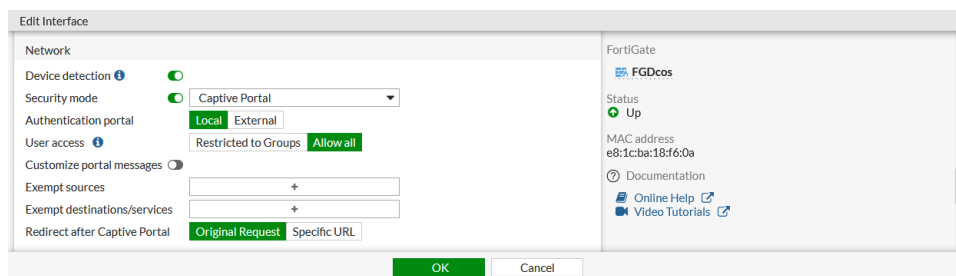 Edit Interface
Network
Device detection
Security mode Captive Portal
Authentication portal Local External
User access Restricted to Groups Allow all
Customize portal messages
Exempt sources +
Exempt destinations/services +
Redirect after Captive Portal Original Request Specific URL
FortiGate
FGDcos
Status
Up
MAC address
e8:1c:ba:18:f6:0a
Documentation
Online Help
Video Tutorials
OK Cancel